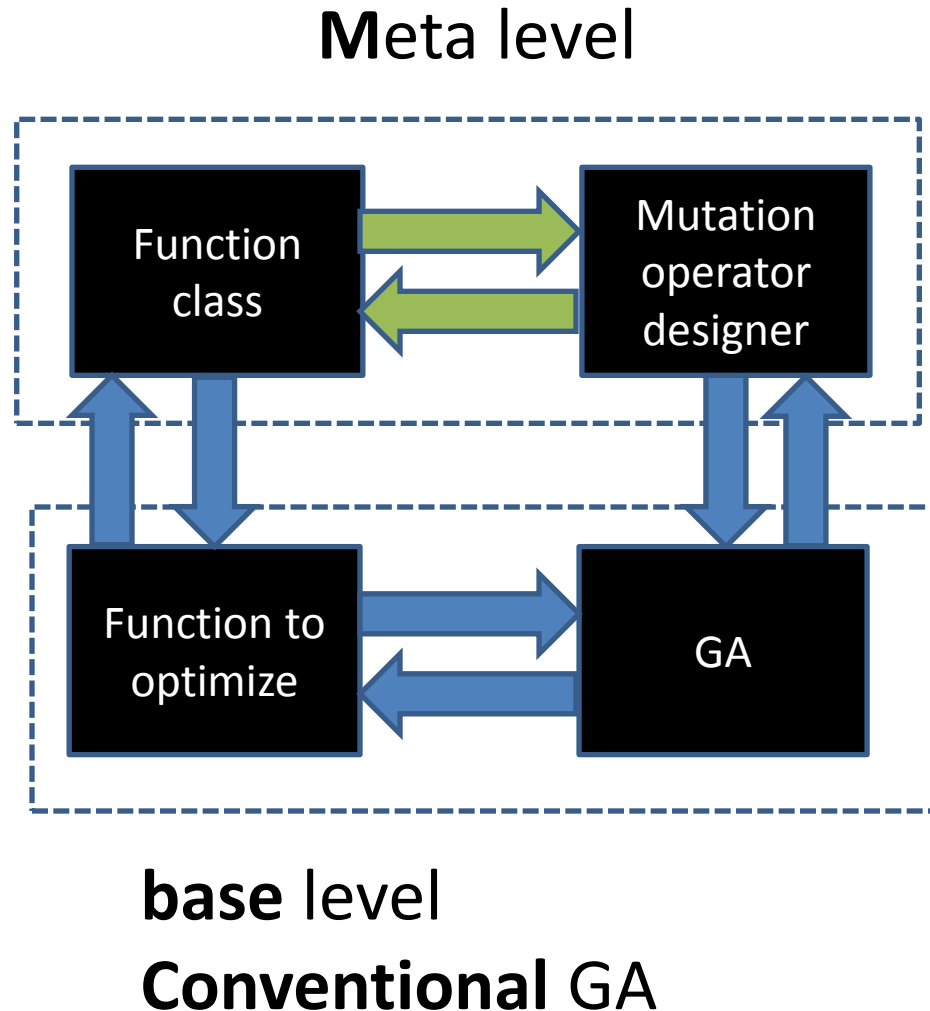 Meta level
Function
class
Mutation
operator
designer
Function to
optimize
GA
base level
Conventional GA